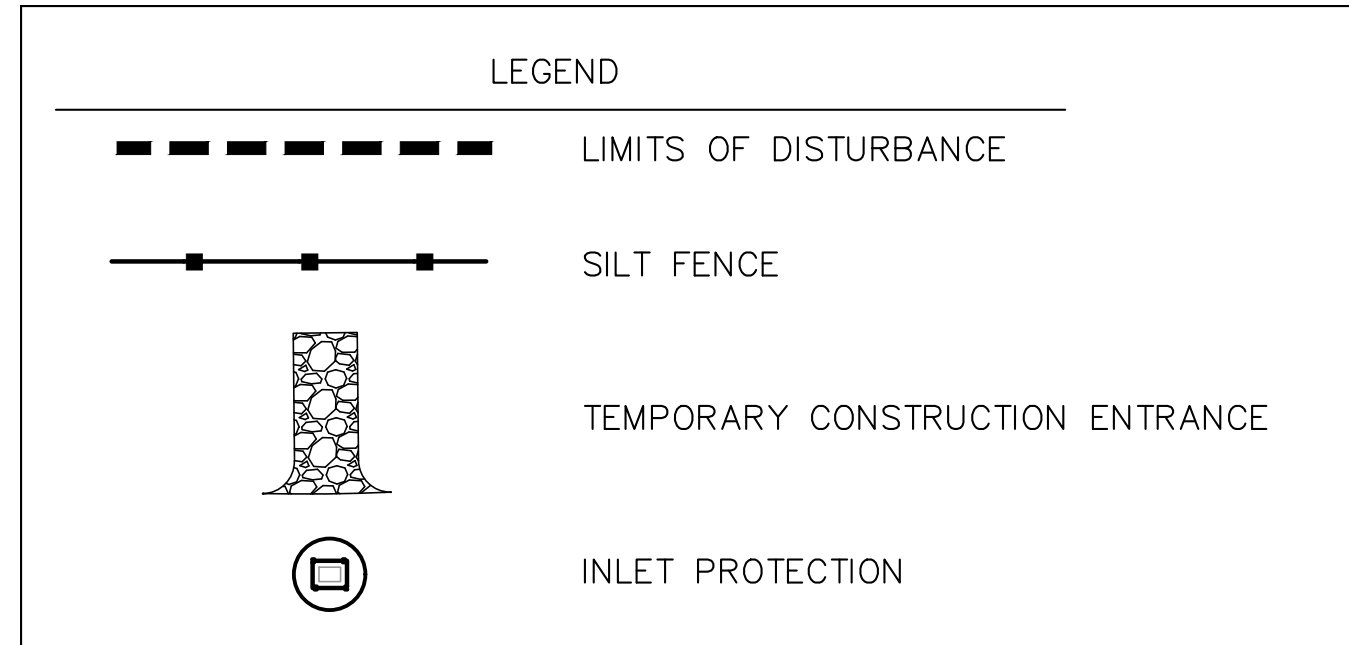 LEGEND
LIMITS OF DISTURBANCE
SILT FENCE
TEMPORARY CONSTRUCTION ENTRANCE
INLET PROTECTION